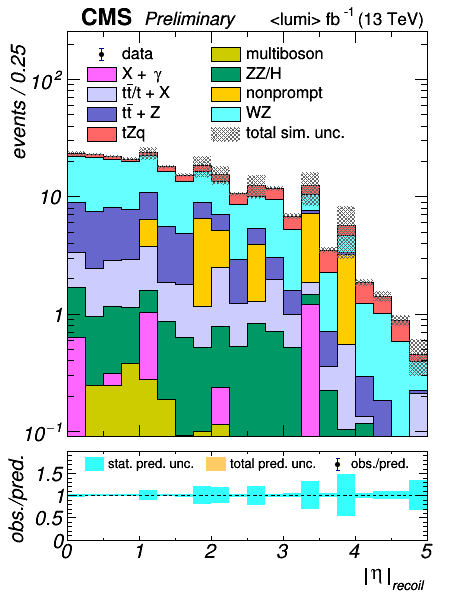 CMS Preliminary <lumi> fb⁻¹ (13 TeV)
events / 0.25
10²
10
1
10⁻¹
data
X + γ
tt̄/t + X
tt̄ + Z
tZq
multiboson
ZZ/H
nonprompt
WZ
total sim. unc.
obs./pred.
1.5
1
0.5
0
stat. pred. unc. total pred. unc. obs./pred.
0 1 2 3 4 5
|η|recoil